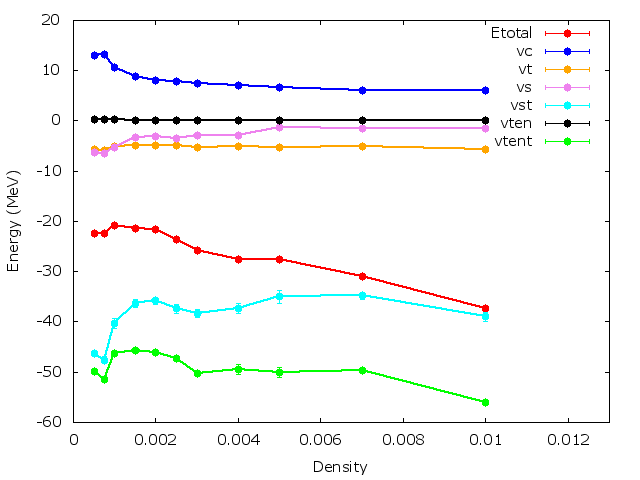 20
10
0
-10
-20
-30
-40
-50
-60
Energy (MeV)
Etotal
vc
vt
vs
vst
vten
vtent
0 0.002 0.004 0.006 0.008 0.01 0.012
Density